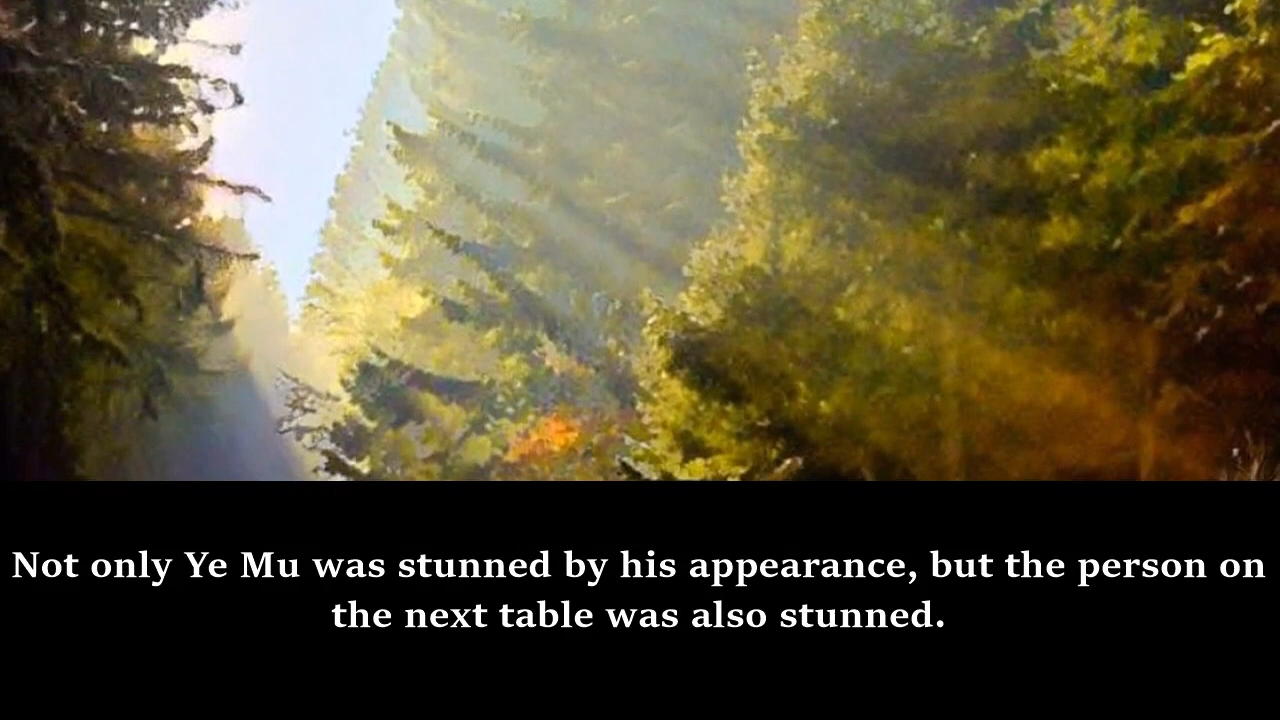 Not only Ye Mu was stunned by his appearance, but the person on
the next table was also stunned.